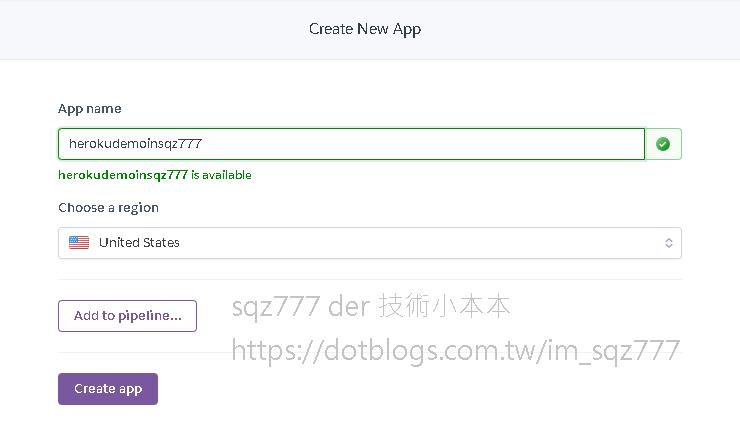 Create New App
App name
herokudemoinsqz777
herokudemoinsqz777 is available
Choose a region
United States
Add to pipeline...
sqz777 der 技術小本本
https://dotblogs.com.tw/im_sqz777
Create app